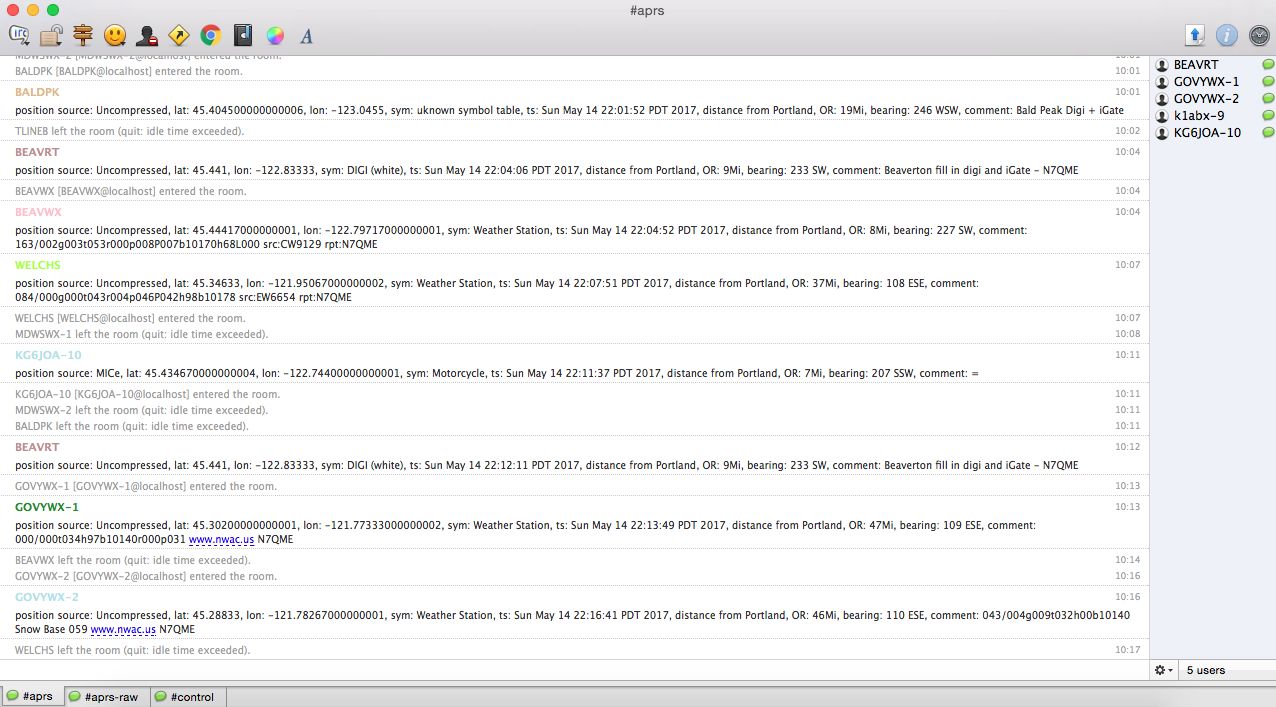 #aprs
MDWSWX-2 [MDWSWX-2@localhost] entered the room. 10:01
BALDPK [BALDPK@localhost] entered the room. 10:01
BALDPK 10:01
position source: Uncompressed, lat: 45.404500000000006, lon: -123.0455, sym: uknown symbol table, ts: Sun May 14 22:01:52 PDT 2017, distance from Portland, OR: 19Mi, bearing: 246 WSW, comment: Bald Peak Digi + iGate
TLINEB left the room (quit: idle time exceeded). 10:02
BEAVRT 10:04
position source: Uncompressed, lat: 45.441, lon: -122.83333, sym: DIGI (white), ts: Sun May 14 22:04:06 PDT 2017, distance from Portland, OR: 9Mi, bearing: 233 SW, comment: Beaverton fill in digi and iGate - N7QME
BEAVWX [BEAVWX@localhost] entered the room. 10:04
BEAVWX 10:04
position source: Uncompressed, lat: 45.44417000000001, lon: -122.79717000000001, sym: Weather Station, ts: Sun May 14 22:04:52 PDT 2017, distance from Portland, OR: 8Mi, bearing: 227 SW, comment:
163/002g003t053r000p008P007b10170h68L000 src:CW9129 rpt:N7QME
WELCHS 10:07
position source: Uncompressed, lat: 45.34633, lon: -121.95067000000002, sym: Weather Station, ts: Sun May 14 22:07:51 PDT 2017, distance from Portland, OR: 37Mi, bearing: 108 ESE, comment:
084/000g000t043r004p046P042h98b10178 src:EW6654 rpt:N7QME
WELCHS [WELCHS@localhost] entered the room. 10:07
MDWSWX-1 left the room (quit: idle time exceeded). 10:08
KG6JOA-10 10:11
position source: MICe, lat: 45.434670000000004, lon: -122.74400000000001, sym: Motorcycle, ts: Sun May 14 22:11:37 PDT 2017, distance from Portland, OR: 7Mi, bearing: 207 SSW, comment: =
KG6JOA-10 [KG6JOA-10@localhost] entered the room. 10:11
MDWSWX-2 left the room (quit: idle time exceeded). 10:11
BALDPK left the room (quit: idle time exceeded). 10:11
BEAVRT 10:12
position source: Uncompressed, lat: 45.441, lon: -122.83333, sym: DIGI (white), ts: Sun May 14 22:12:11 PDT 2017, distance from Portland, OR: 9Mi, bearing: 233 SW, comment: Beaverton fill in digi and iGate - N7QME
GOVYWX-1 [GOVYWX-1@localhost] entered the room. 10:13
GOVYWX-1 10:13
position source: Uncompressed, lat: 45.30200000000001, lon: -121.77333000000002, sym: Weather Station, ts: Sun May 14 22:13:49 PDT 2017, distance from Portland, OR: 47Mi, bearing: 109 ESE, comment:
000/000t034h97b10140r000p031 www.nwac.us N7QME
BEAVWX left the room (quit: idle time exceeded). 10:14
GOVYWX-2 [GOVYWX-2@localhost] entered the room. 10:16
GOVYWX-2 10:16
position source: Uncompressed, lat: 45.28833, lon: -121.78267000000001, sym: Weather Station, ts: Sun May 14 22:16:41 PDT 2017, distance from Portland, OR: 46Mi, bearing: 110 ESE, comment: 043/004g009t032h00b10140
Snow Base 059 www.nwac.us N7QME
WELCHS left the room (quit: idle time exceeded). 10:17
BEAVRT
GOVYWX-1
GOVYWX-2
k1abx-9
KG6JOA-10
5 users
#aprs #aprs-raw #control